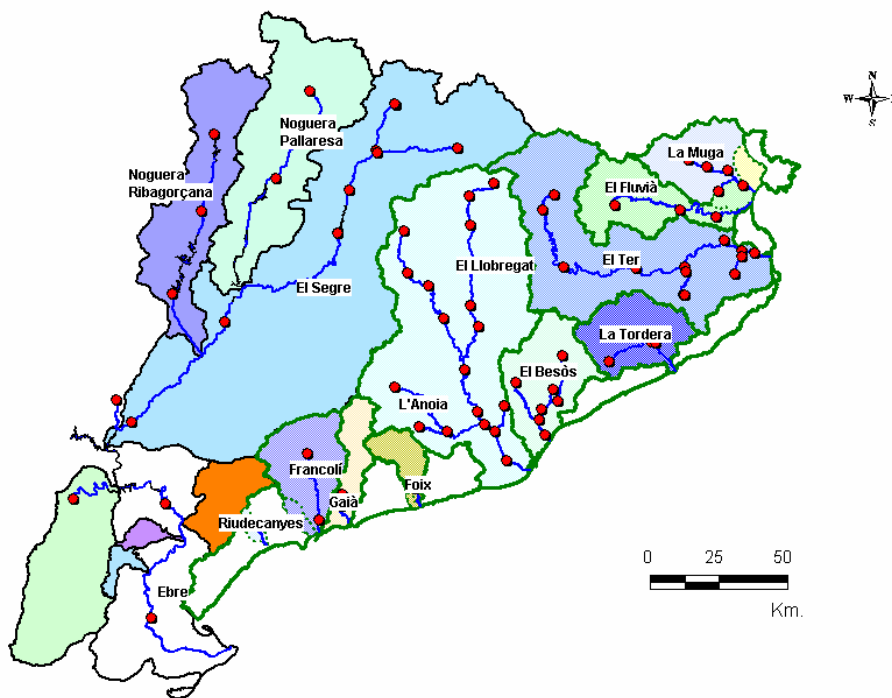 N
W
S
Noguera
Pallaresa
La Muga
Noguera
Ribagorçana
El Fluvià
El Ter
El Llobregat
El Segre
La Tordera
El Besòs
L'Anoia
Francolí
Foix
Gaià
Riudecanyes
Ebre
0 25 50
Km.